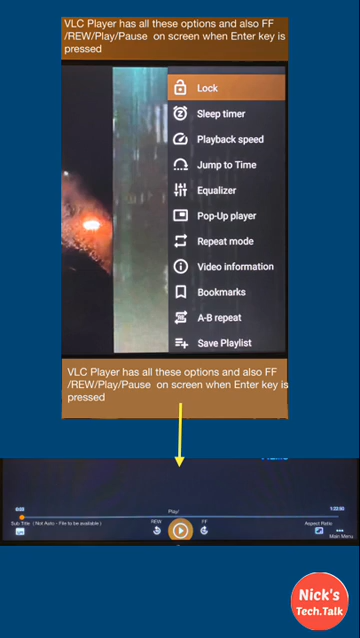 VLC Player has all these options and also FF
/REW/Play/Pause  on screen when Enter key is
pressed
Lock
Sleep timer
Playback speed
Jump to Time
Equalizer
Pop-Up player
Repeat mode
Video information
Bookmarks
A-B repeat
Save Playlist
VLC Player has all these options and also FF
/REW/Play/Pause  on screen when Enter key is
pressed
Play/
Sub Title ( Not Auto - File to be available )
REW
FF
Aspect Ratio
Main Menu
Nick's
Tech.Talk